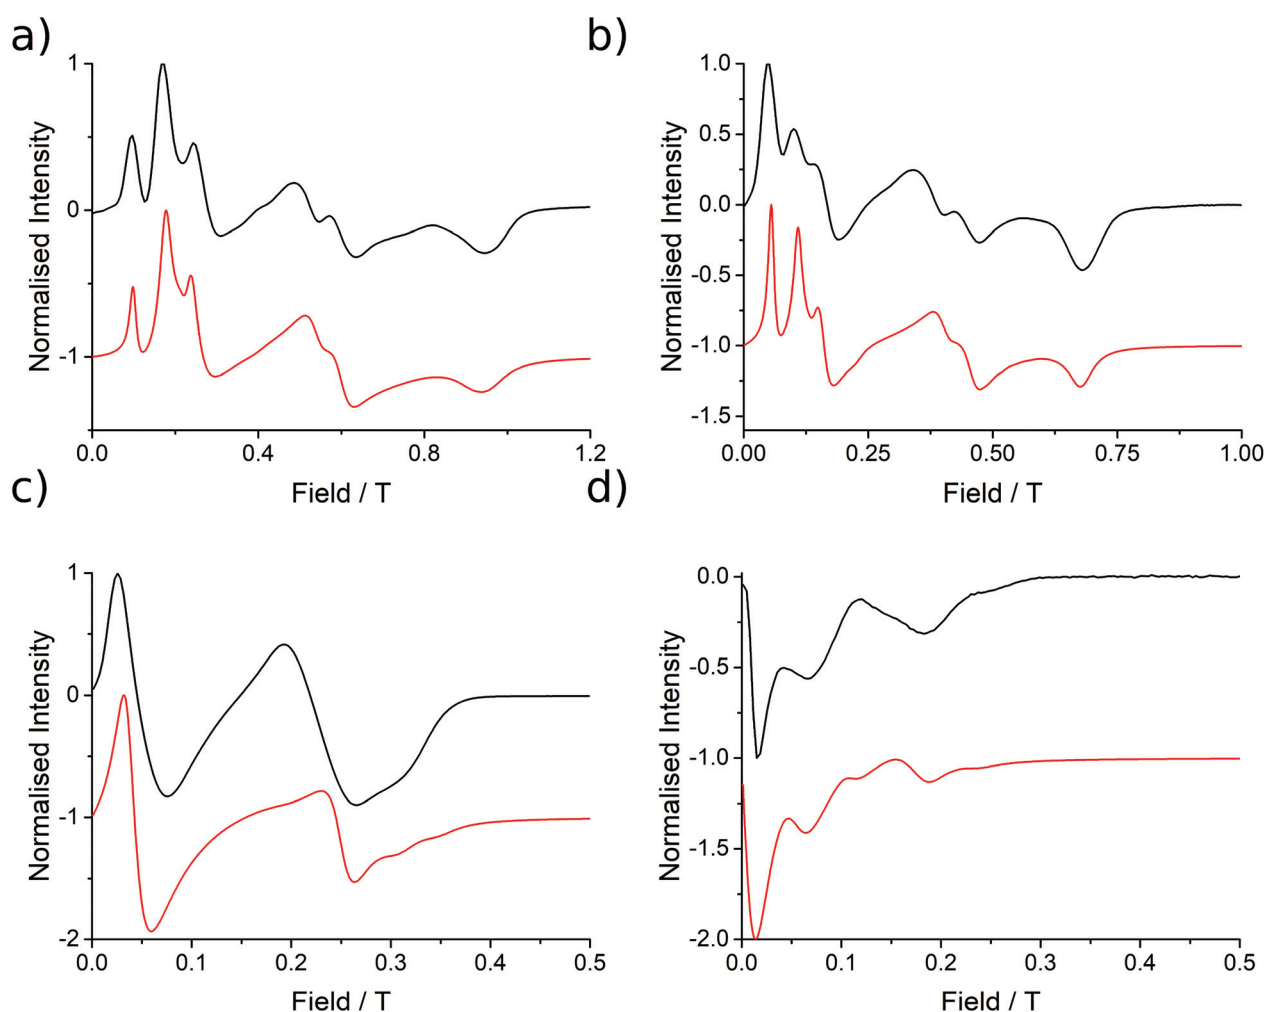 a)
b)
1
0
-1
Normalised Intensity
0.0 0.4 0.8 1.2
Field / T
1.0
0.5
0.0
-0.5
-1.0
-1.5
Normalised Intensity
0.00 0.25 0.50 0.75 1.00
Field / T
c)
d)
1
0
-1
-2
Normalised Intensity
0.0 0.1 0.2 0.3 0.4 0.5
Field / T
0.0
-0.5
-1.0
-1.5
-2.0
Normalised Intensity
0.0 0.1 0.2 0.3 0.4 0.5
Field / T